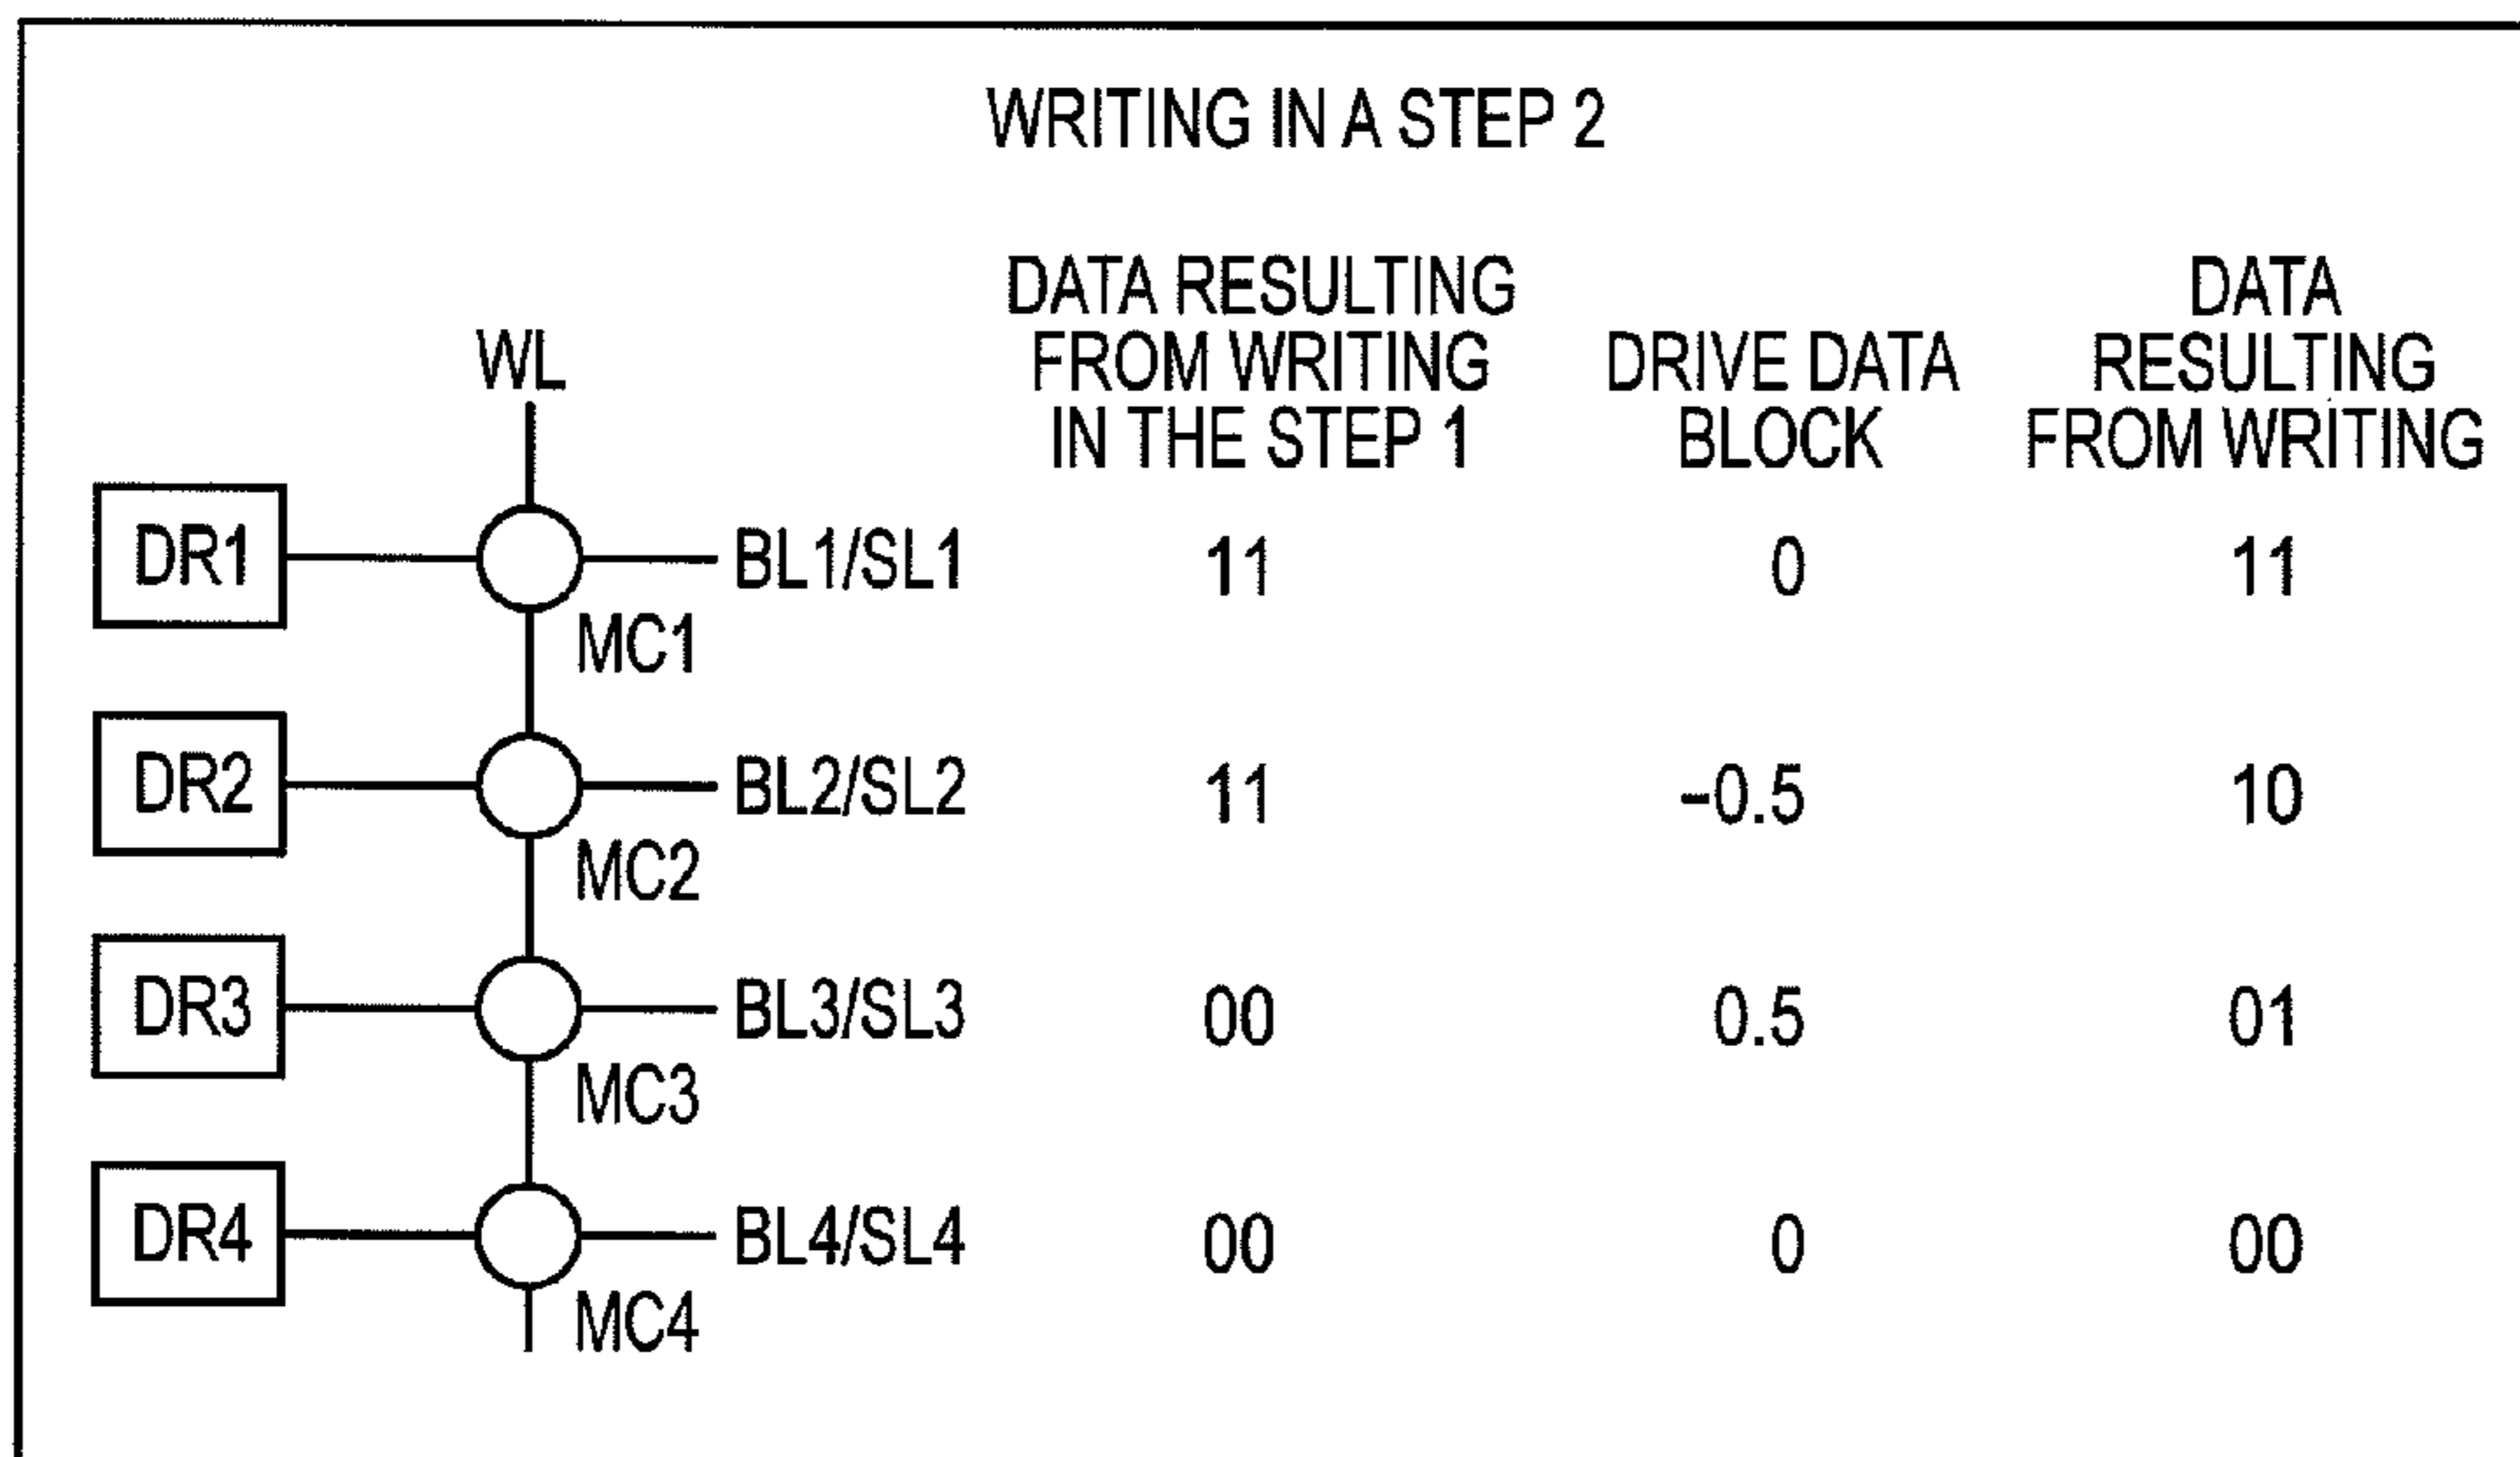 WRITING IN A STEP 2
WL
DATA RESULTING
FROM WRITING
IN THE STEP 1
DRIVE DATA
BLOCK
DATA
RESULTING
FROM WRITING
DR1 BL1/SL1 11 0 11
MC1
DR2 BL2/SL2 11 -0.5 10
MC2
DR3 BL3/SL3 00 0.5 01
MC3
DR4 BL4/SL4 00 0 00
MC4